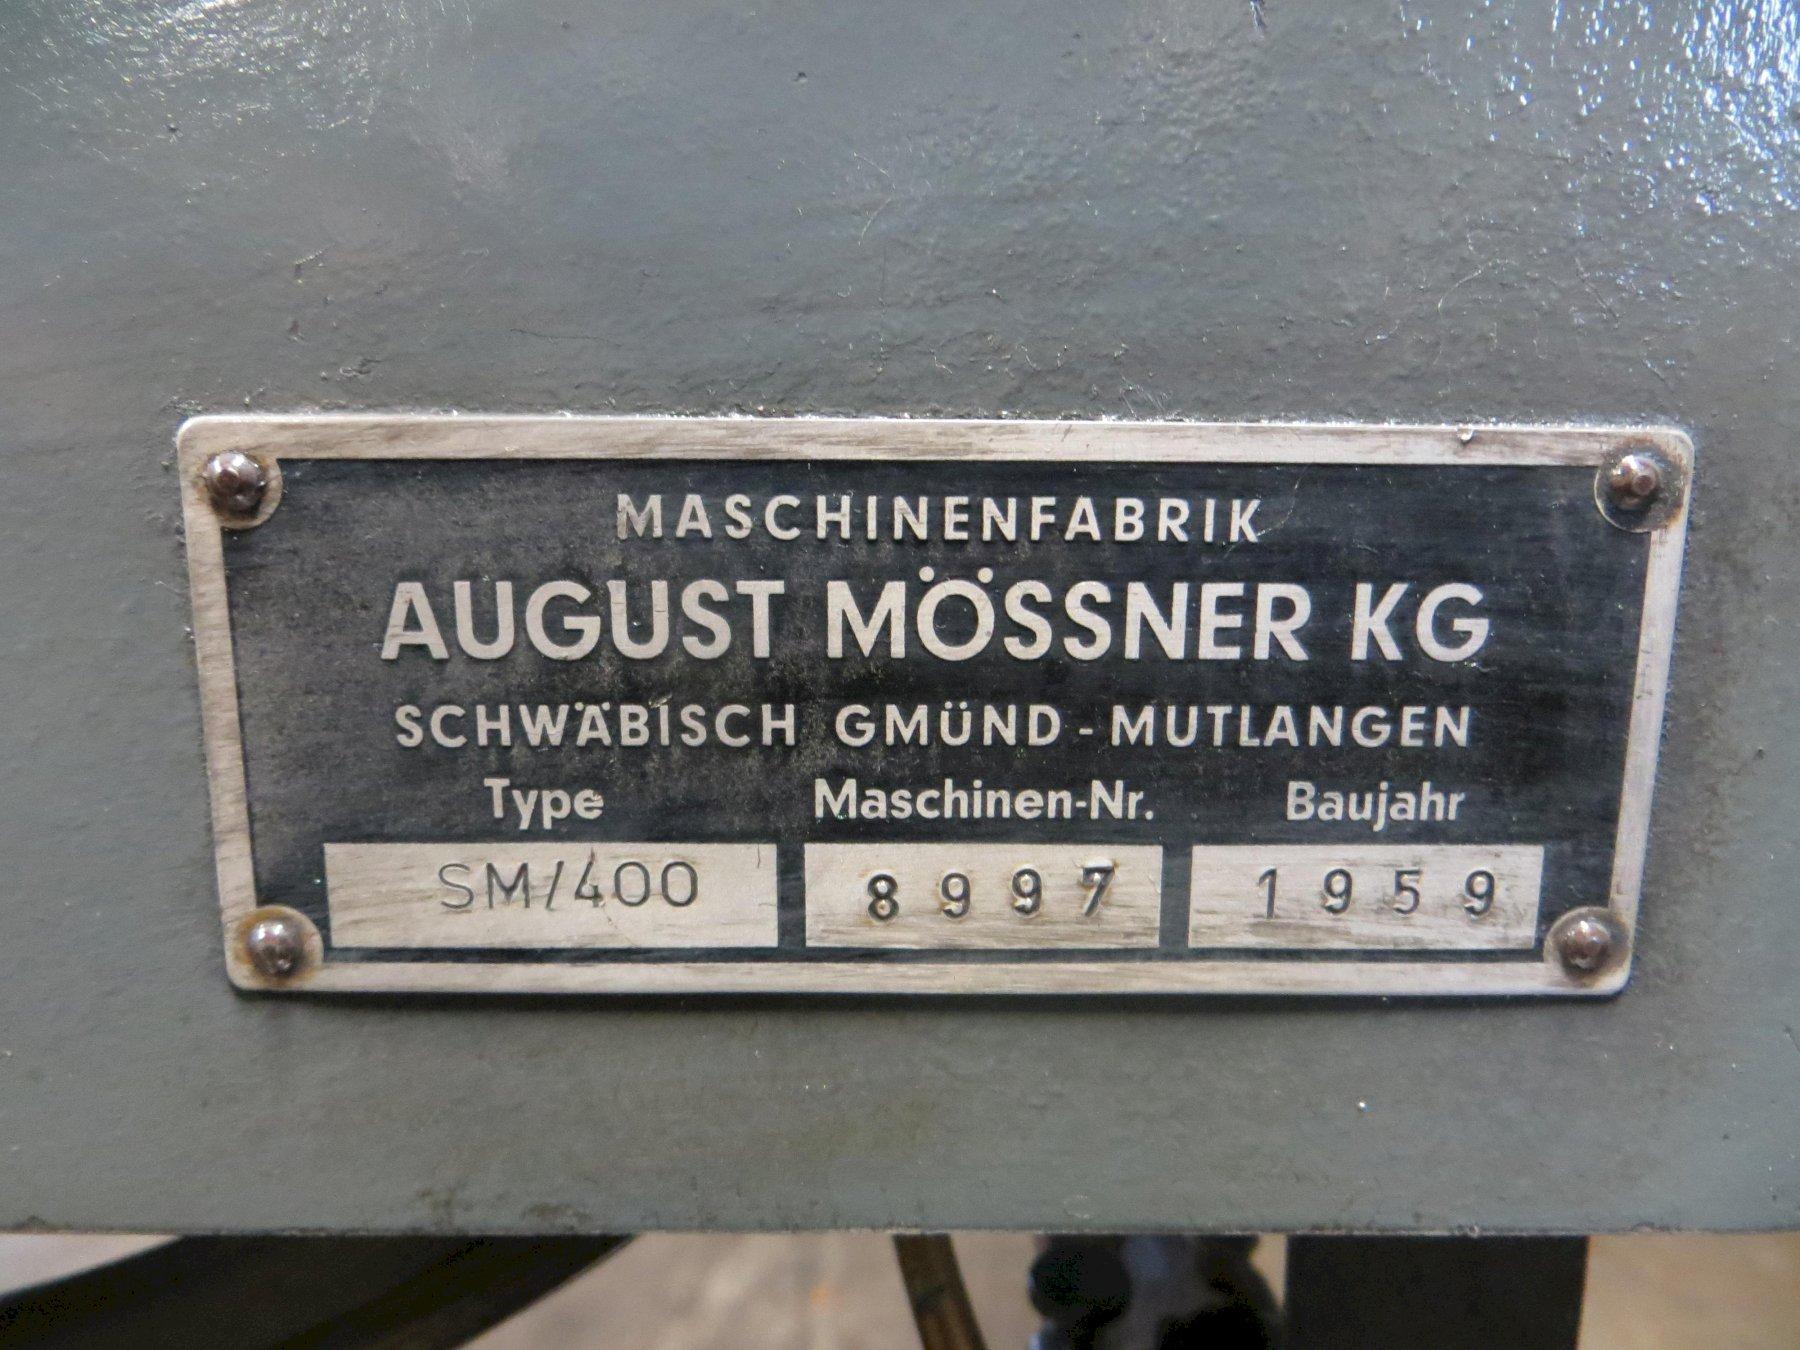 MASCHINENFABRIK
AUGUST MÖSSNER KG
SCHWÄBISCH GMÜND - MUTLANGEN
Type Maschinen-Nr. Baujahr
SM/400 8997 1959